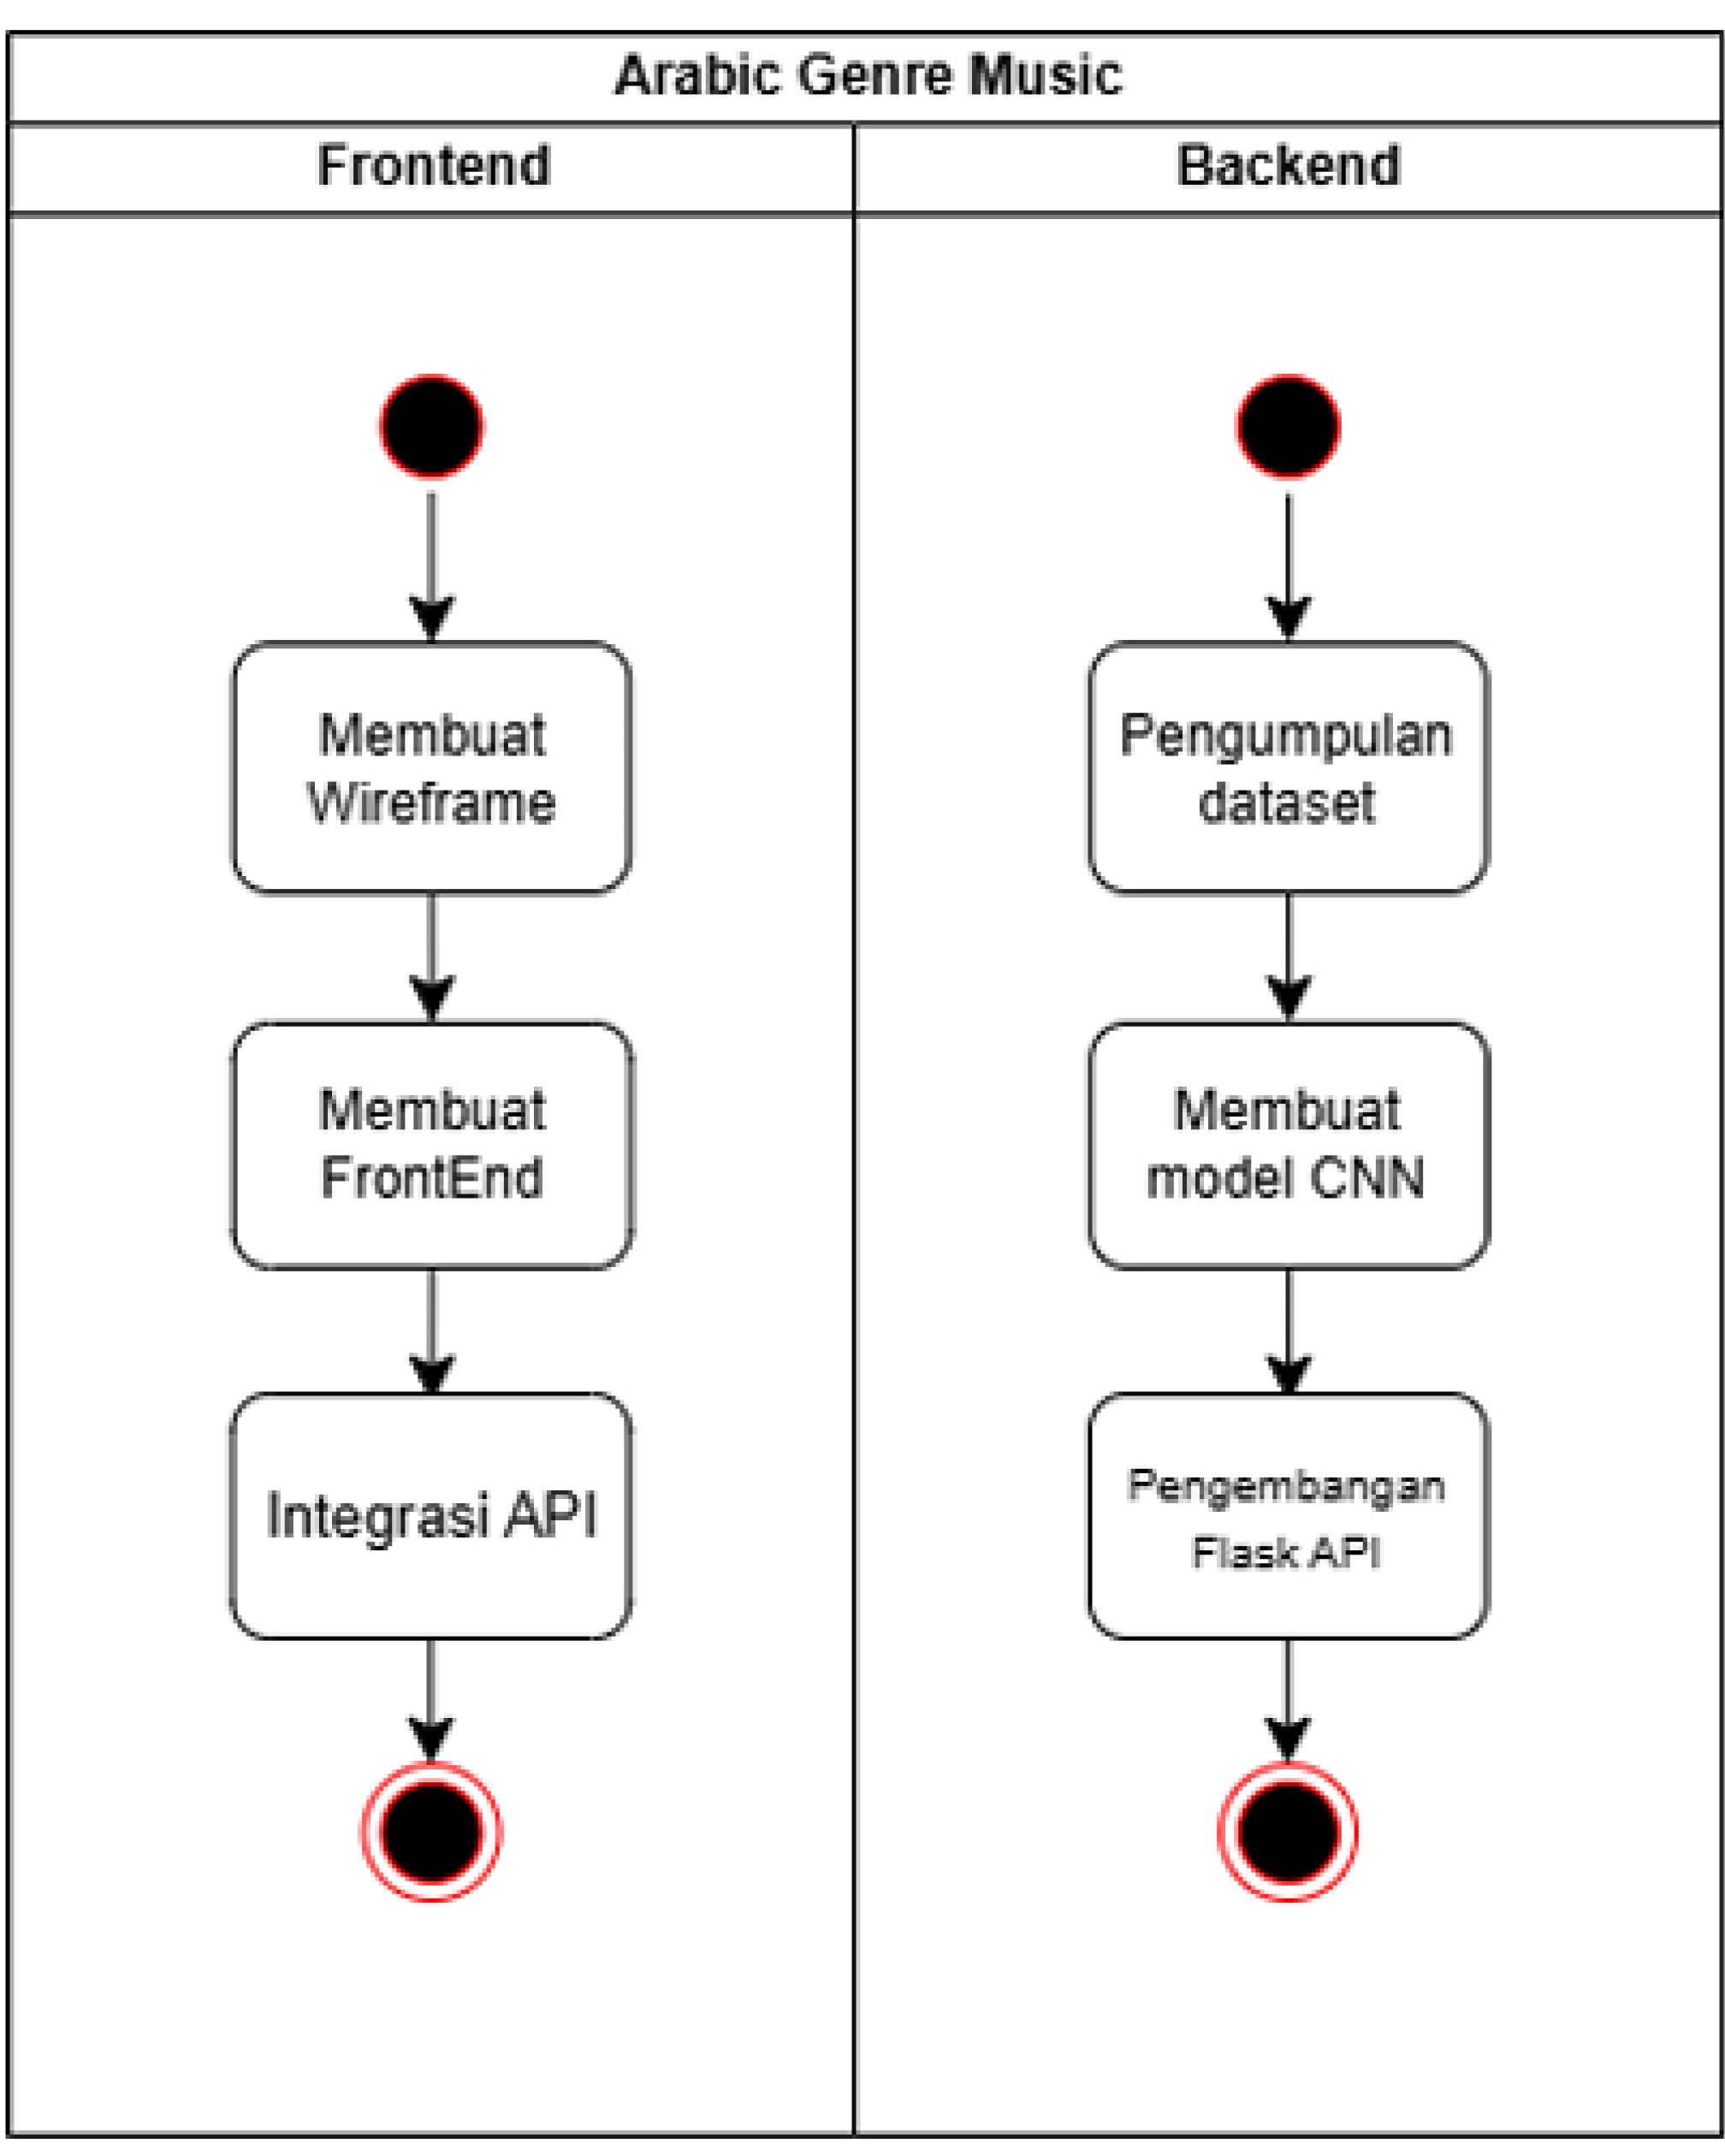 Arabic Genre Music
Frontend
Backend
Membuat
Wireframe
Membuat
FrontEnd
Integrasi API
Pengumpulan
dataset
Membuat
model CNN
Pengembangan
Flask API